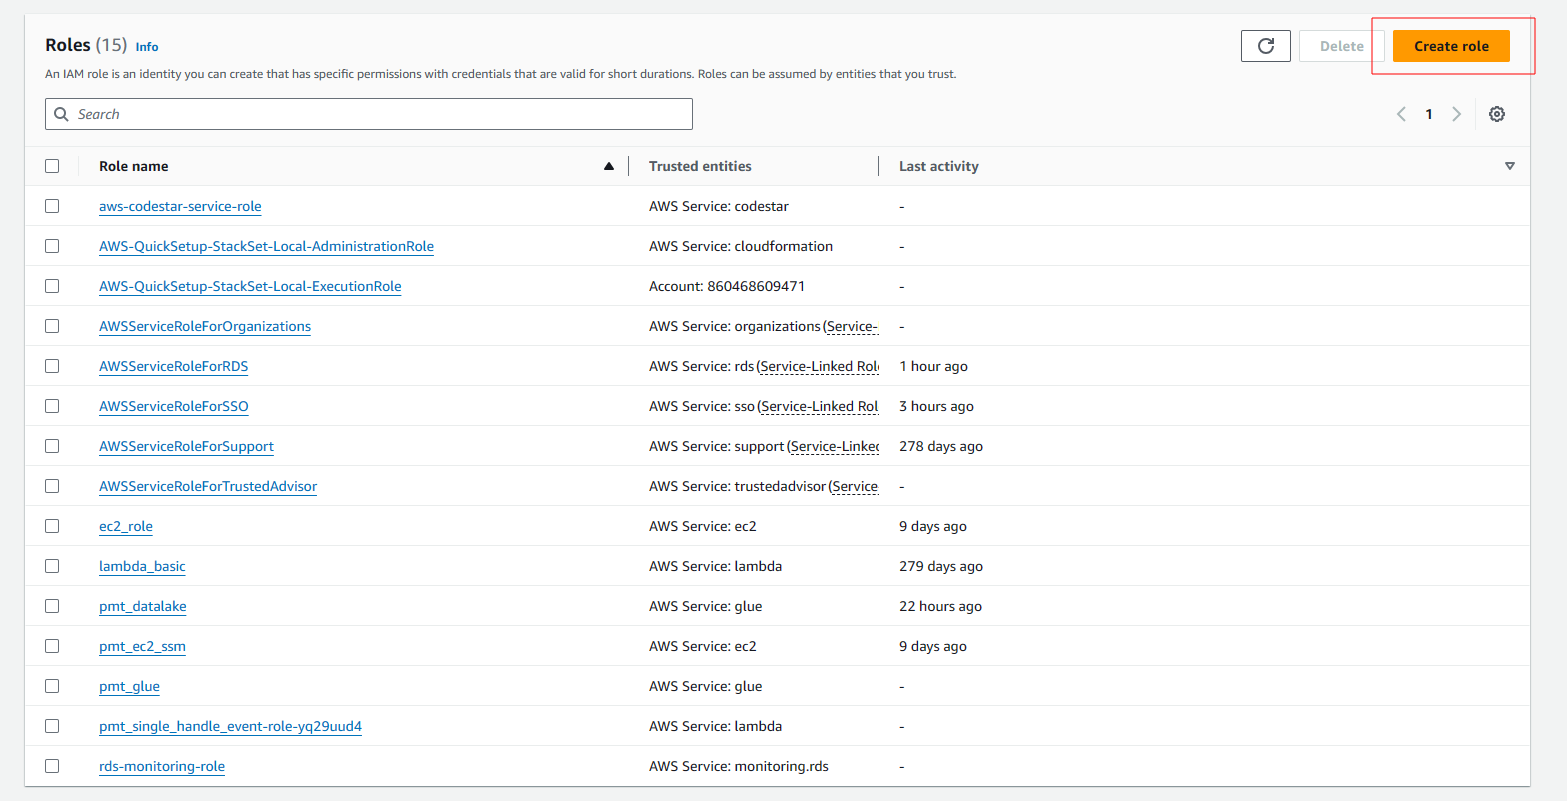 Roles (15) Info
Delete
Create role
An IAM role is an identity you can create that has specific permissions with credentials that are valid for short durations. Roles can be assumed by entities that you trust.
Search
1
Role name Trusted entities Last activity
aws-codestar-service-role AWS Service: codestar -
AWS-QuickSetup-StackSet-Local-AdministrationRole AWS Service: cloudformation -
AWS-QuickSetup-StackSet-Local-ExecutionRole Account: 860468609471 -
AWSServiceRoleForOrganizations AWS Service: organizations (Service- -
AWSServiceRoleForRDS AWS Service: rds (Service-Linked Rol 1 hour ago
AWSServiceRoleForSSO AWS Service: sso (Service-Linked Rol 3 hours ago
AWSServiceRoleForSupport AWS Service: support (Service-Linked 278 days ago
AWSServiceRoleForTrustedAdvisor AWS Service: trustedadvisor (Service -
ec2_role AWS Service: ec2 9 days ago
lambda_basic AWS Service: lambda 279 days ago
pmt_datalake AWS Service: glue 22 hours ago
pmt_ec2_ssm AWS Service: ec2 9 days ago
pmt_glue AWS Service: glue -
pmt_single_handle_event-role-yq29uud4 AWS Service: lambda -
rds-monitoring-role AWS Service: monitoring.rds -